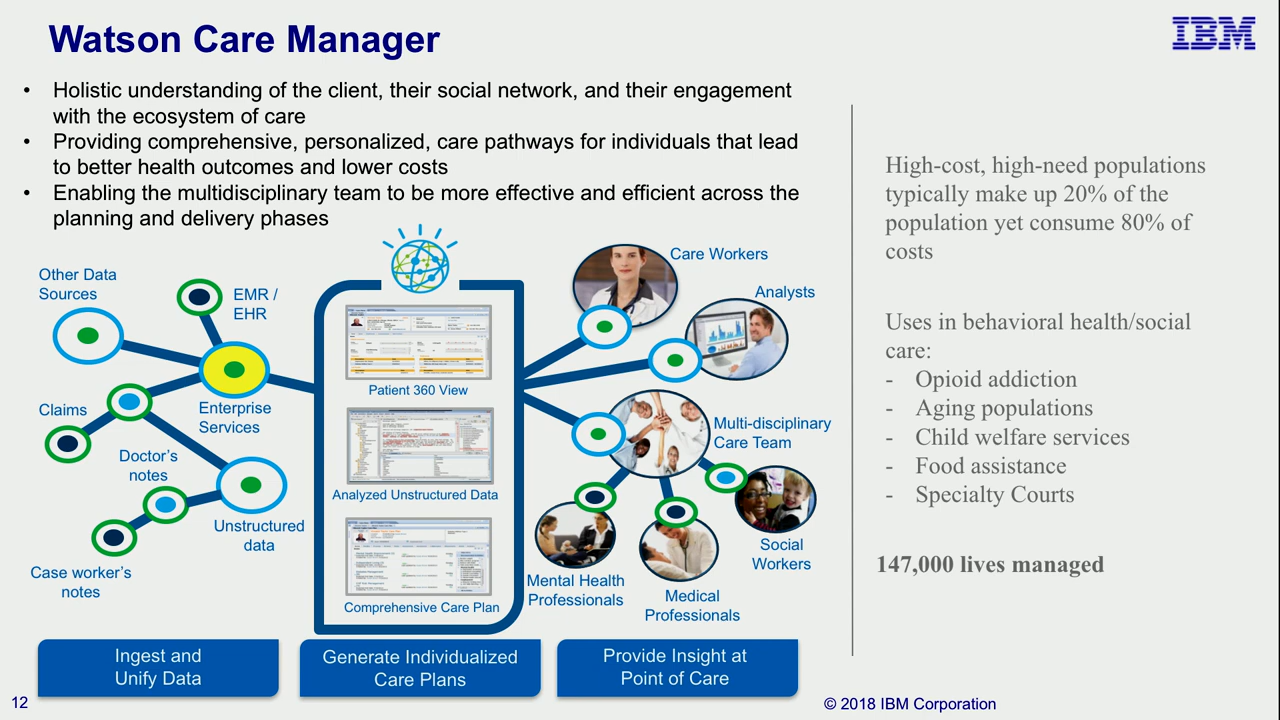 Watson Care Manager
IBM
• Holistic understanding of the client, their social network, and their engagement
with the ecosystem of care
• Providing comprehensive, personalized, care pathways for individuals that lead
to better health outcomes and lower costs
• Enabling the multidisciplinary team to be more effective and efficient across the
planning and delivery phases
Other Data
Sources
EMR /
EHR
Claims
Enterprise
Services
Doctor's
notes
Unstructured
data
Case worker's
notes
Patient 360 View
Analyzed Unstructured Data
Comprehensive Care Plan
Care Workers
Analysts
Multi-disciplinary
Care Team
Social
Workers
Mental Health
Professionals
Medical
Professionals
Ingest and
Unify Data
Generate Individualized
Care Plans
Provide Insight at
Point of Care
High-cost, high-need populations
typically make up 20% of the
population yet consume 80% of
costs
Uses in behavioral health/social
care:
- Opioid addiction
- Aging populations
- Child welfare services
- Food assistance
- Specialty Courts
147,000 lives managed
12
© 2018 IBM Corporation